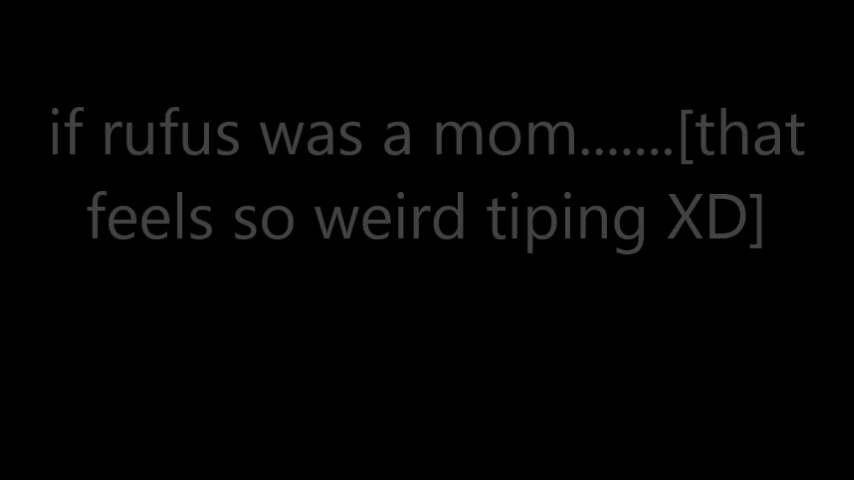 if rufus was a mom.......[that
feels so weird tiping XD]